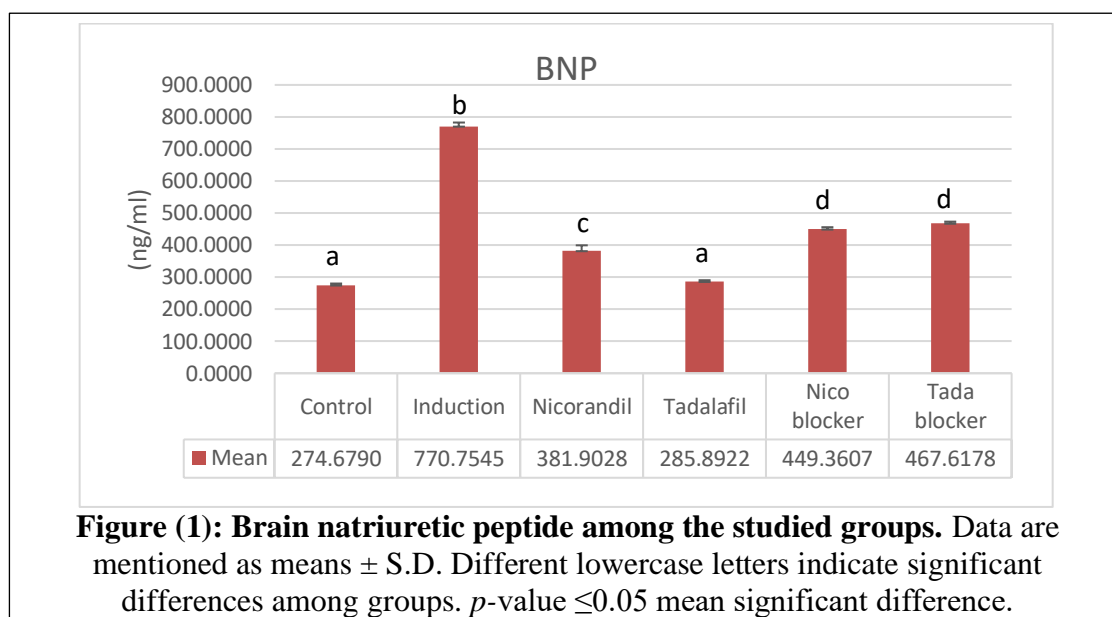 BNP
900.0000
800.0000
700.0000
600.0000
500.0000
400.0000
300.0000
200.0000
100.0000
0.0000
(ng/ml)
a
b
c
a
d
d
Control Induction Nicorandil Tadalafil Nico blocker Tada blocker
Mean 274.6790 770.7545 381.9028 285.8922 449.3607 467.6178
Figure (1): Brain natriuretic peptide among the studied groups. Data are
mentioned as means ± S.D. Different lowercase letters indicate significant
differences among groups. p-value ≤0.05 mean significant difference.